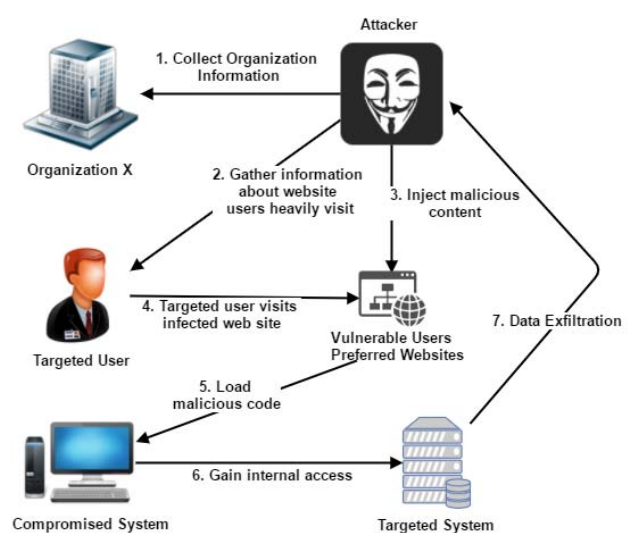 Attacker
1. Collect Organization
Information
Organization X
2. Gather information
about website
users heavily visit
3. Inject malicious
content
4. Targeted user visits
infected web site
Targeted User
Vulnerable Users
Preferred Websites
7. Data Exfiltration
5. Load
malicious code
6. Gain internal access
Compromised System
Targeted System